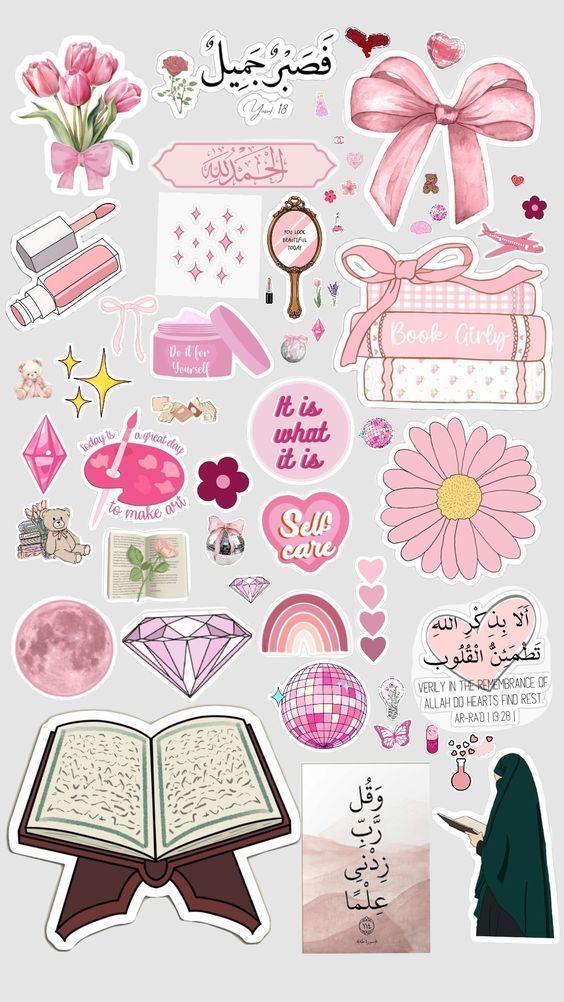 فَصَبْرٌ جَمِيلٌ
Yusuf: 18
الْحَمْدُ لِلَّه
YOU LOOK
BEAUTIFUL
TODAY
Book Girly
Do it for
Yourself
It is
what
it is
today is a great day
to make art
Self
care
أَلَا بِذِكْرِ اللَّهِ
تَطْمَئِنُّ الْقُلُوب
VERILY IN THE REMEMBRANCE OF
ALLAH DO HEARTS FIND REST.
AR-RAD | 13:28 |
وَقُل
رَّبِّ
زِدْنِى
عِلْمًا
١١٤
سورة طه